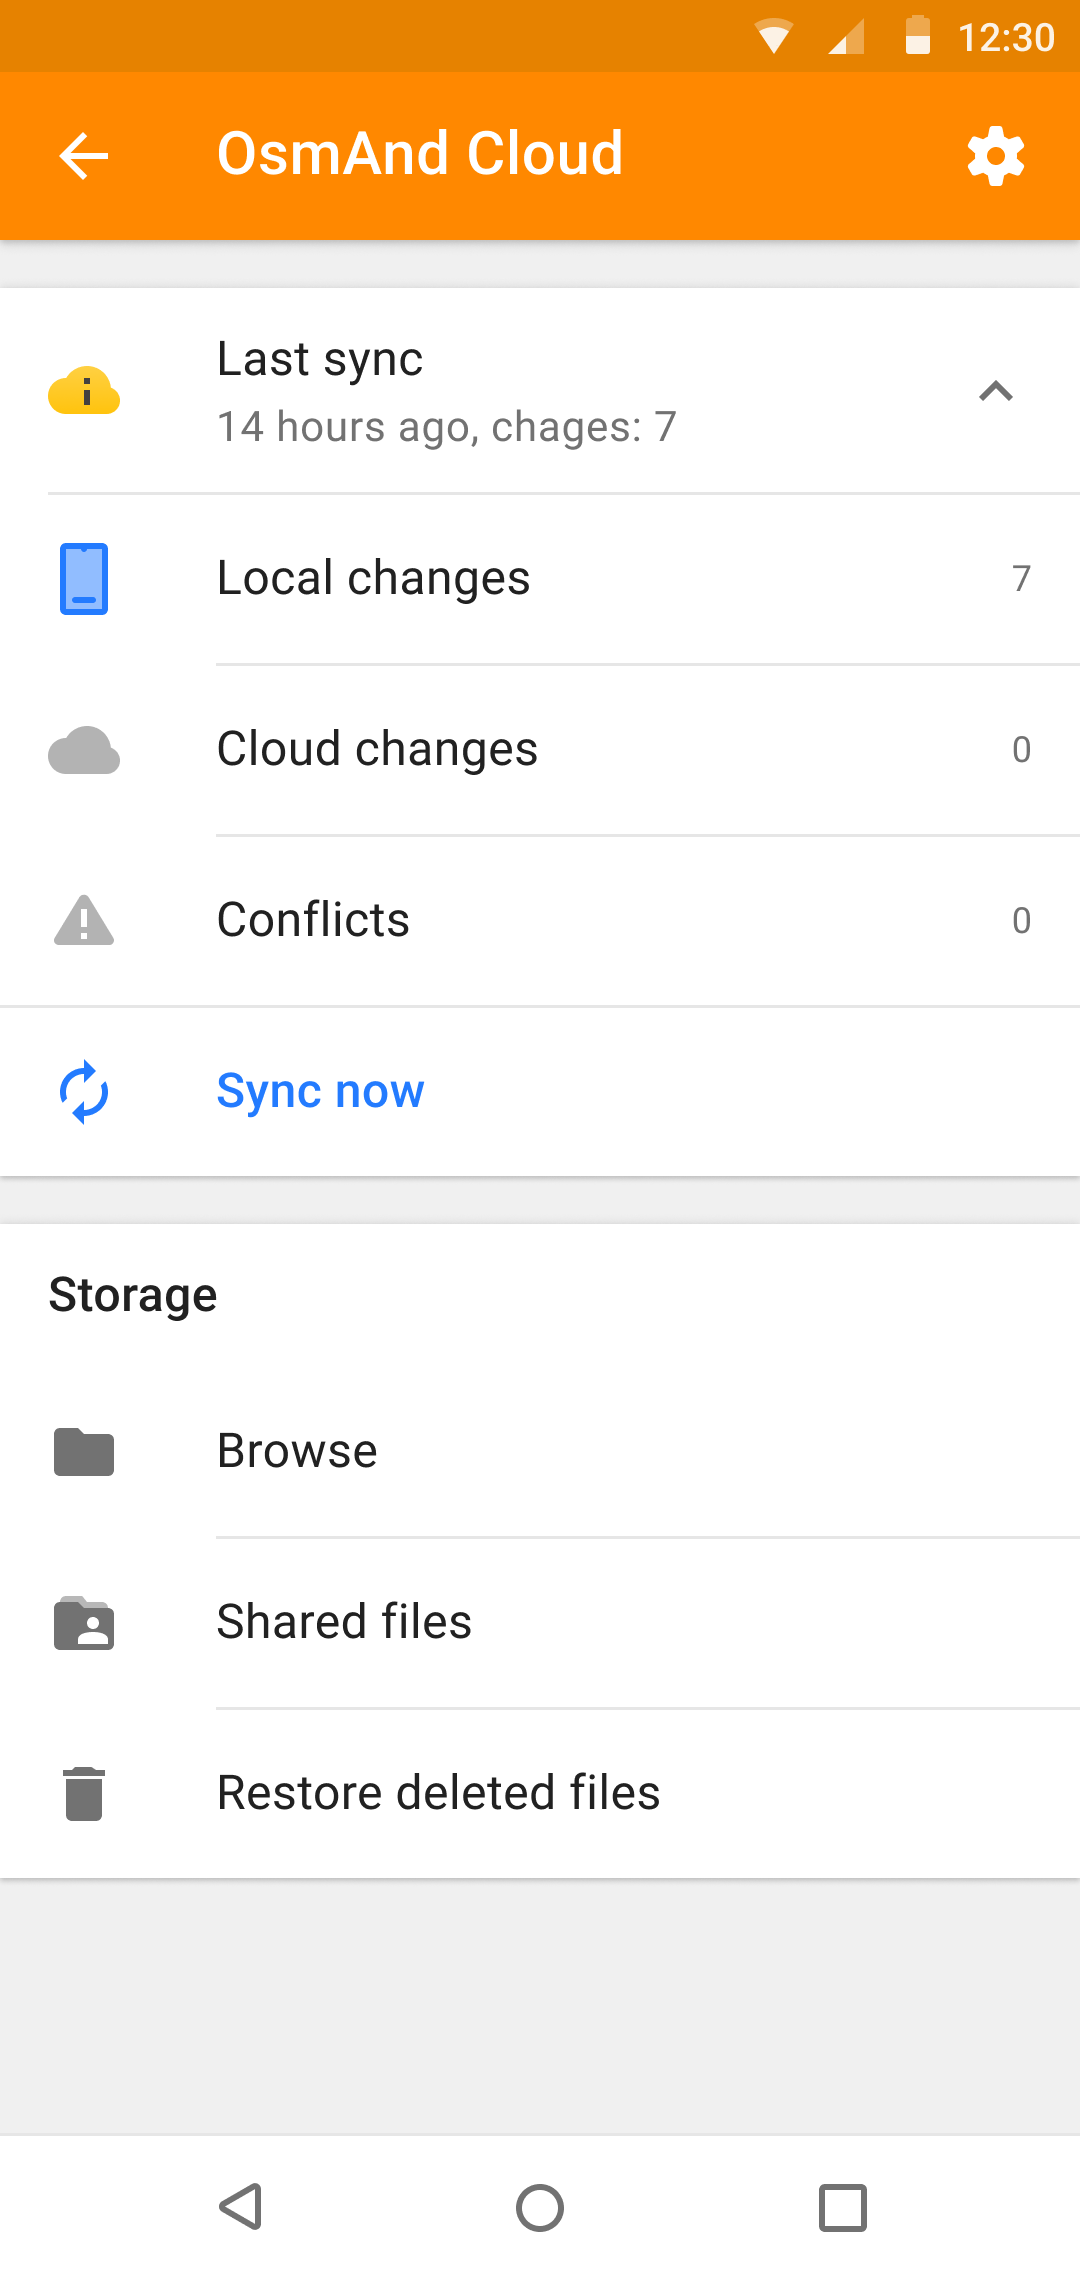 12:30
OsmAnd Cloud
Last sync
14 hours ago, chages: 7
Local changes 7
Cloud changes 0
Conflicts 0
Sync now
Storage
Browse
Shared files
Restore deleted files